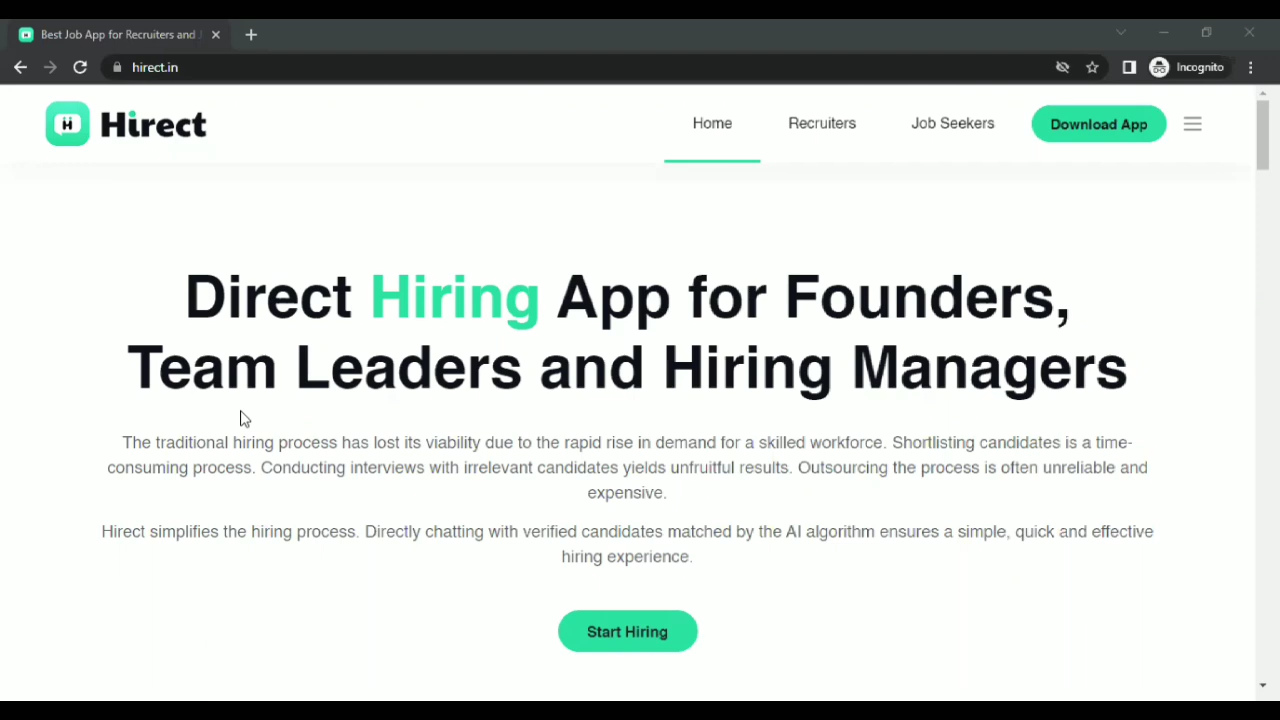 Best Job App for Recruiters and
hirect.in
Incognito
Hirect
Home
Recruiters
Job Seekers
Download App
Direct Hiring App for Founders,
Team Leaders and Hiring Managers
The traditional hiring process has lost its viability due to the rapid rise in demand for a skilled workforce. Shortlisting candidates is a time-
consuming process. Conducting interviews with irrelevant candidates yields unfruitful results. Outsourcing the process is often unreliable and
expensive.
Hirect simplifies the hiring process. Directly chatting with verified candidates matched by the AI algorithm ensures a simple, quick and effective
hiring experience.
Start Hiring